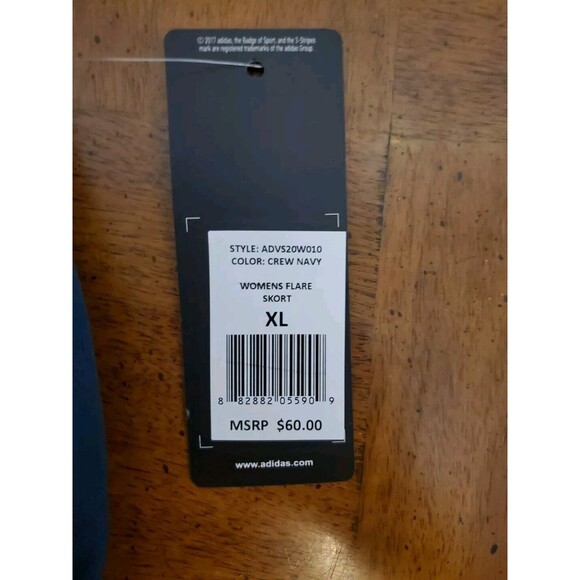 © 2017 adidas, the Badge of Sport, and the 3-Stripes
mark are registered trademarks of the adidas Group.
STYLE: ADVS20W010
COLOR: CREW NAVY
WOMENS FLARE
SKORT
XL
8 82882 05590 9
MSRP $60.00
www.adidas.com